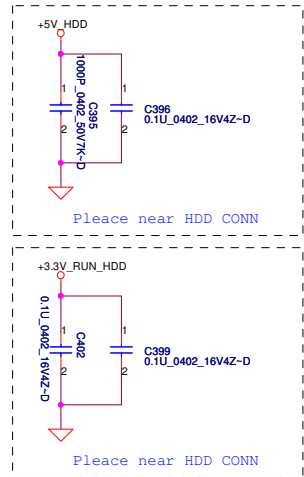 +5V_HDD
1
1
1000P_0402_50V7K~D
C395
C396
0.1U_0402_16V4Z~D
2
2
Pleace near HDD CONN
+3.3V_RUN_HDD
1
1
0.1U_0402_16V4Z~D
C402
C399
0.1U_0402_16V4Z~D
2
2
Pleace near HDD CONN